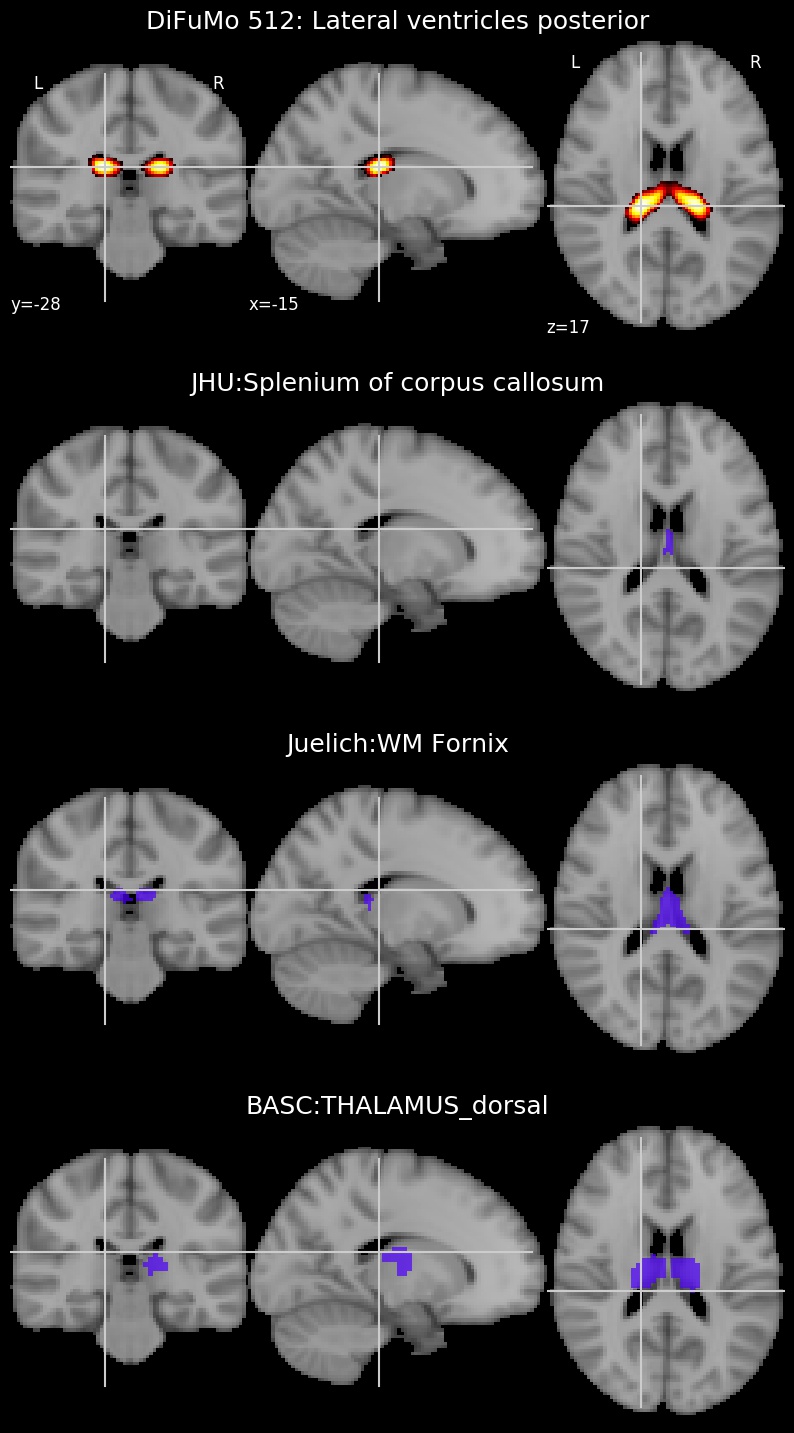 DiFuMo 512: Lateral ventricles posterior
L R L R
y=-28 x=-15 z=17
JHU:Splenium of corpus callosum
Juelich:WM Fornix
BASC:THALAMUS_dorsal